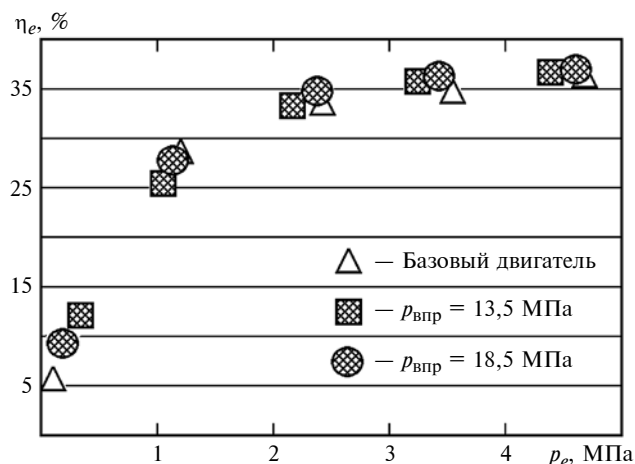 ηe, %
35
25
15
5
— Базовый двигатель
— pвпр = 13,5 МПа
— pвпр = 18,5 МПа
1 2 3 4 pe, МПа